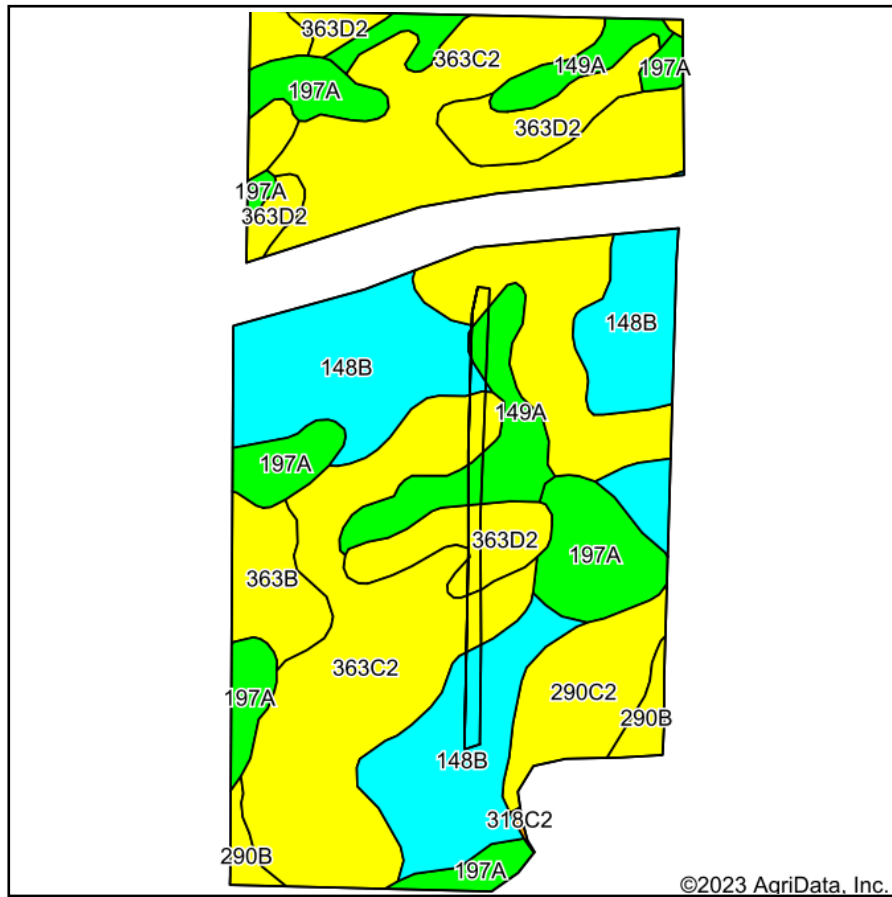 363D2
363C2
149A
197A
197A
363D2
197A
363D2
148B
148B
149A
197A
363D2
197A
363B
363C2
290C2
197A
290B
148B
318C2
290B
197A
©2023 AgriData, Inc.